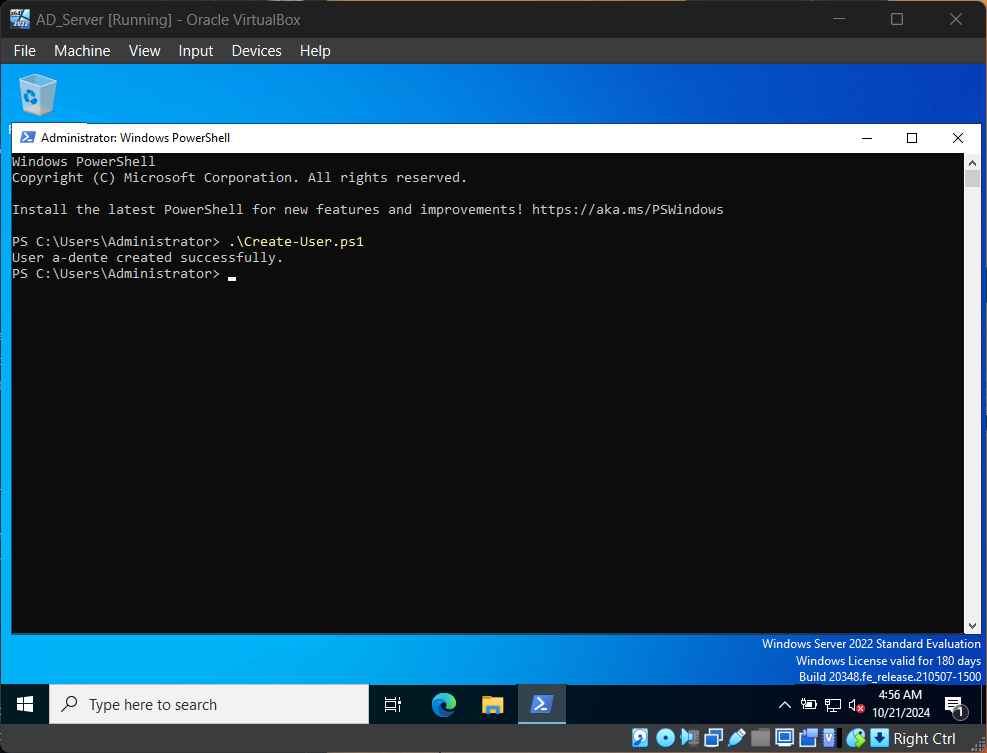 AD_Server [Running] - Oracle VirtualBox
File Machine View Input Devices Help
Administrator: Windows PowerShell
Windows PowerShell
Copyright (C) Microsoft Corporation. All rights reserved.
Install the latest PowerShell for new features and improvements! https://aka.ms/PSWindows
PS C:\Users\Administrator> .\Create-User.ps1
User a-dente created successfully.
PS C:\Users\Administrator>
Windows Server 2022 Standard Evaluation
Windows License valid for 180 days
Build 20348.fe_release.210507-1500
Type here to search
4:56 AM
10/21/2024
1
Right Ctrl